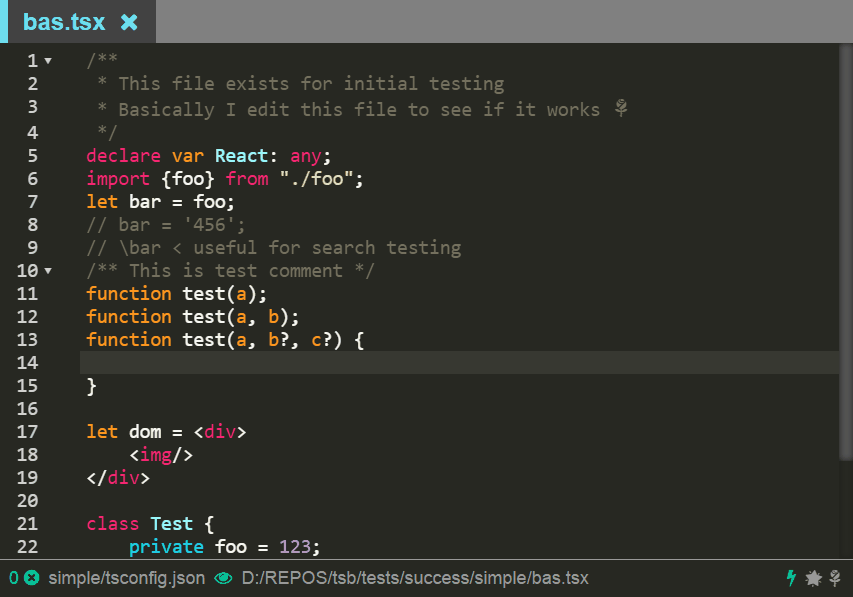 bas.tsx ✖
1 /**
2  * This file exists for initial testing
3  * Basically I edit this file to see if it works 🌹
4  */
5 declare var React: any;
6 import {foo} from "./foo";
7 let bar = foo;
8 // bar = '456';
9 // \bar < useful for search testing
10 /** This is test comment */
11 function test(a);
12 function test(a, b);
13 function test(a, b?, c?) {
14
15 }
16
17 let dom = <div>
18     <img/>
19 </div>
20
21 class Test {
22     private foo = 123;
0 simple/tsconfig.json D:/REPOS/tsb/tests/success/simple/bas.tsx